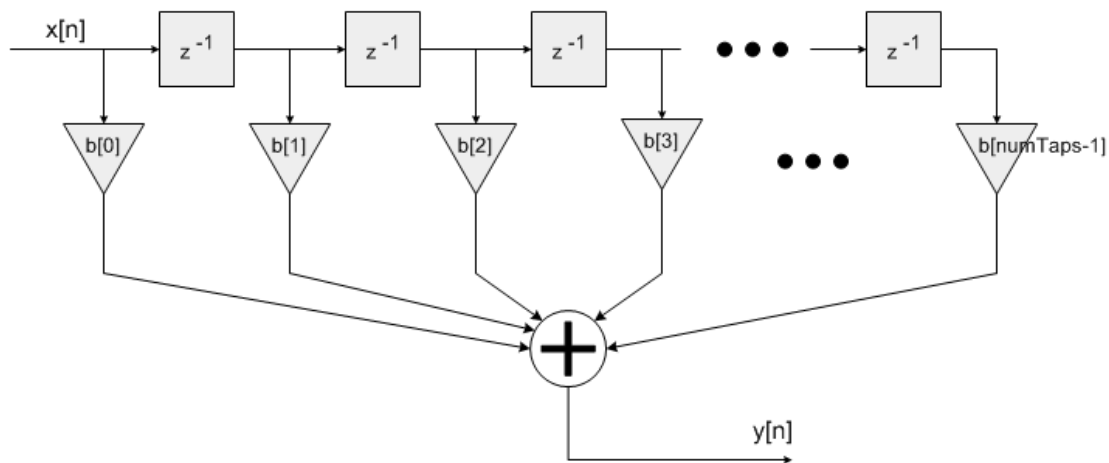 x[n]
z⁻¹
z⁻¹
z⁻¹
z⁻¹
b[0]
b[1]
b[2]
b[3]
b[numTaps-1]
y[n]